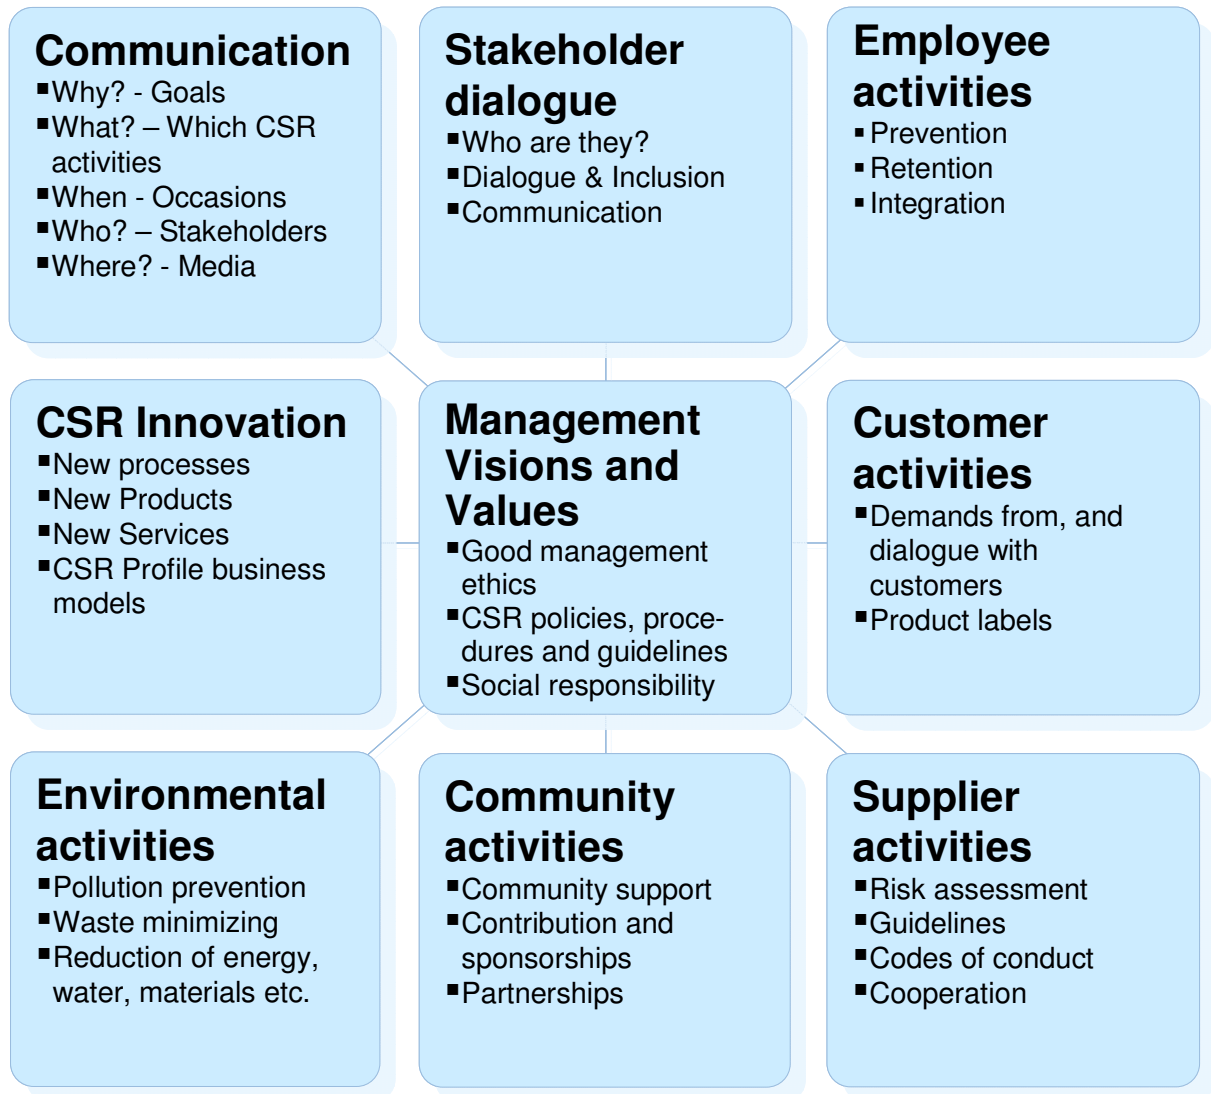 Communication
▪Why? - Goals
▪What? – Which CSR
activities
▪When - Occasions
▪Who? – Stakeholders
▪Where? - Media
Stakeholder
dialogue
▪Who are they?
▪Dialogue & Inclusion
▪Communication
Employee
activities
▪Prevention
▪Retention
▪Integration
CSR Innovation
▪New processes
▪New Products
▪New Services
▪CSR Profile business
models
Management
Visions and
Values
▪Good management
ethics
▪CSR policies, proce-
dures and guidelines
▪Social responsibility
Customer
activities
▪Demands from, and
dialogue with
customers
▪Product labels
Environmental
activities
▪Pollution prevention
▪Waste minimizing
▪Reduction of energy,
water, materials etc.
Community
activities
▪Community support
▪Contribution and
sponsorships
▪Partnerships
Supplier
activities
▪Risk assessment
▪Guidelines
▪Codes of conduct
▪Cooperation